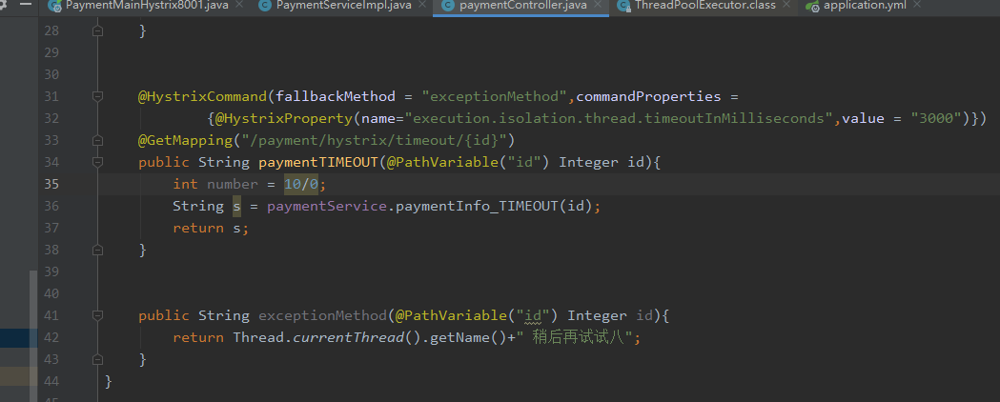 PaymentMainHystrix8001.java PaymentServiceImpl.java paymentController.java ThreadPoolExecutor.class application.yml
28 }
29
30
31 @HystrixCommand(fallbackMethod = "exceptionMethod",commandProperties =
32 {@HystrixProperty(name="execution.isolation.thread.timeoutInMilliseconds",value = "3000")})
33 @GetMapping("/payment/hystrix/timeout/{id}")
34 public String paymentTIMEOUT(@PathVariable("id") Integer id){
35 int number = 10/0;
36 String s = paymentService.paymentInfo_TIMEOUT(id);
37 return s;
38 }
39
40
41 public String exceptionMethod(@PathVariable("id") Integer id){
42 return Thread.currentThread().getName()+" 稍后再试试八";
43 }
44 }